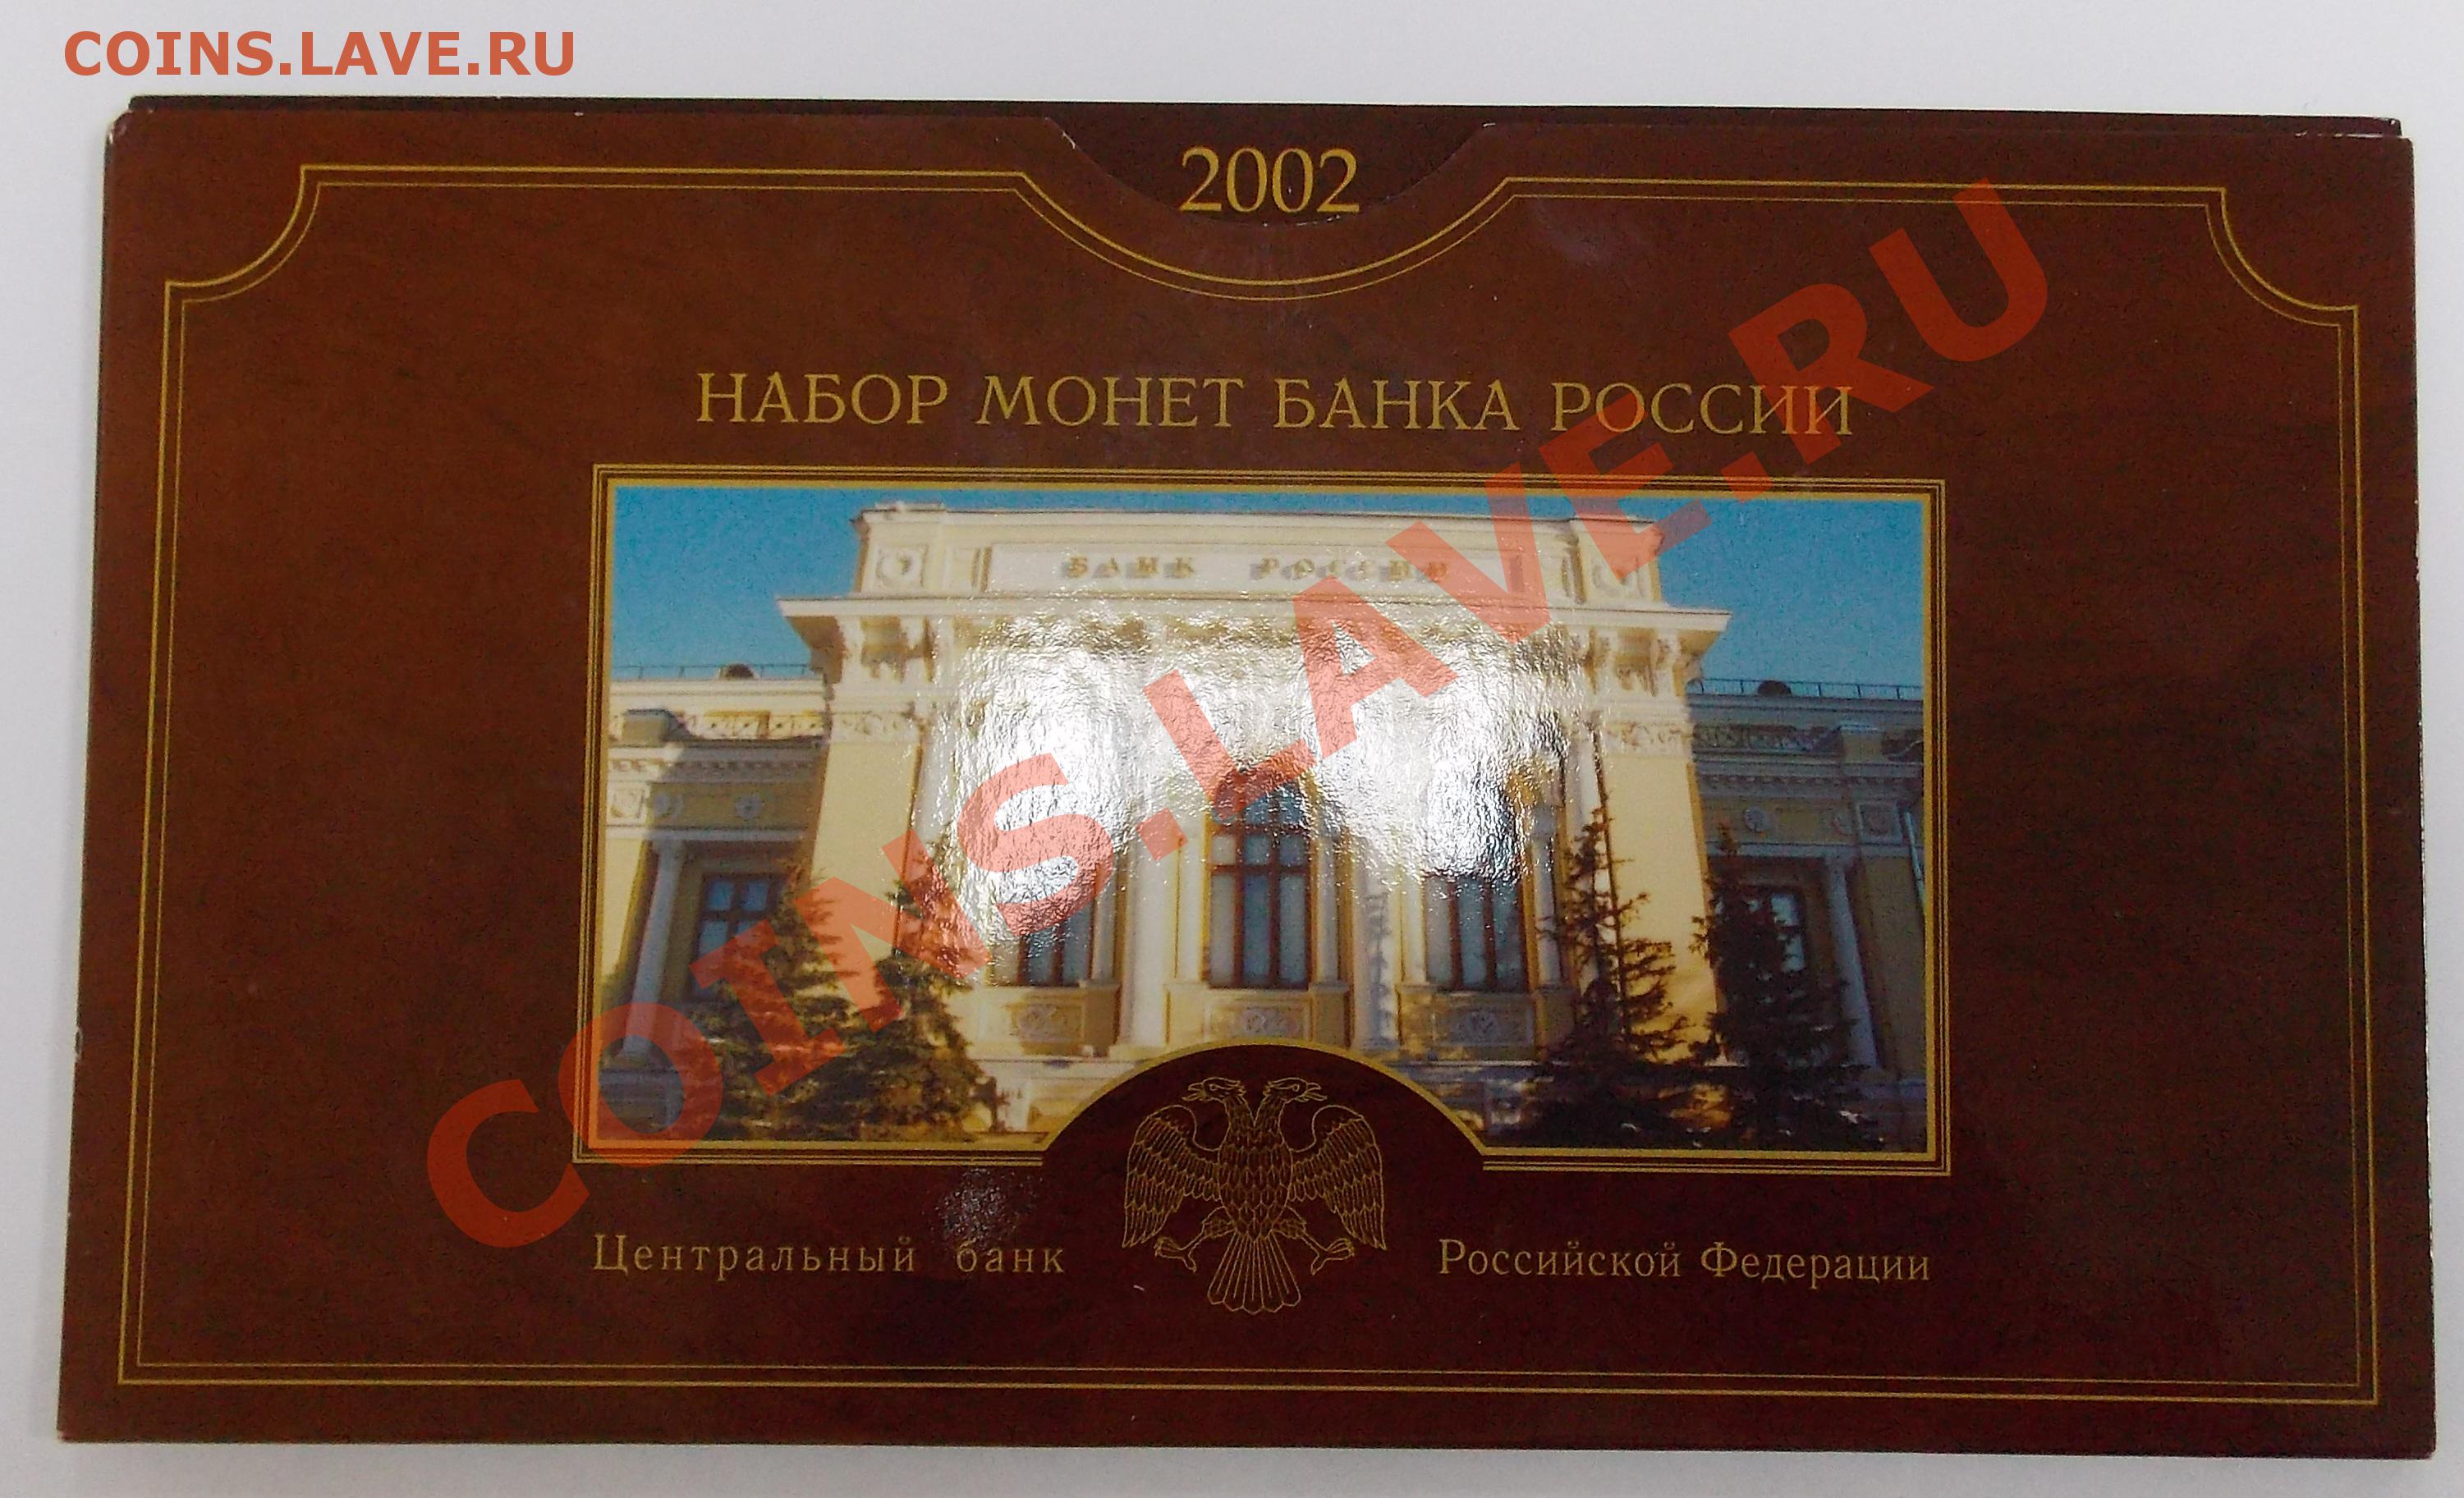 COINS.LAVE.RU
2002
НАБОР МОНЕТ БАНКА РОССИИ
БАНК РОССИИ
COINS.LAVE.RU
Центральный банк Российской Федерации